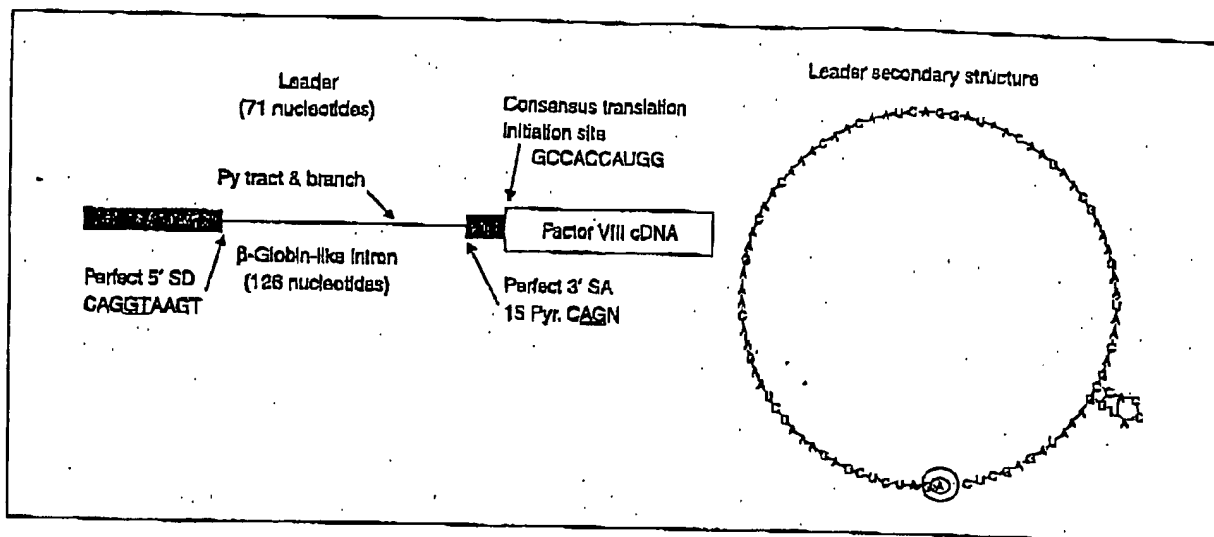 Leader
(71 nucleotides)
Consensus translation
Initiation site
GCCACCAUGG
Py tract & branch
Factor VIII cDNA
β-Globin-like Intron
(126 nucleotides)
Perfect 5' SD
CAGGTAAGT
Perfect 3' SA
15 Pyr. CAGN
Leader secondary structure